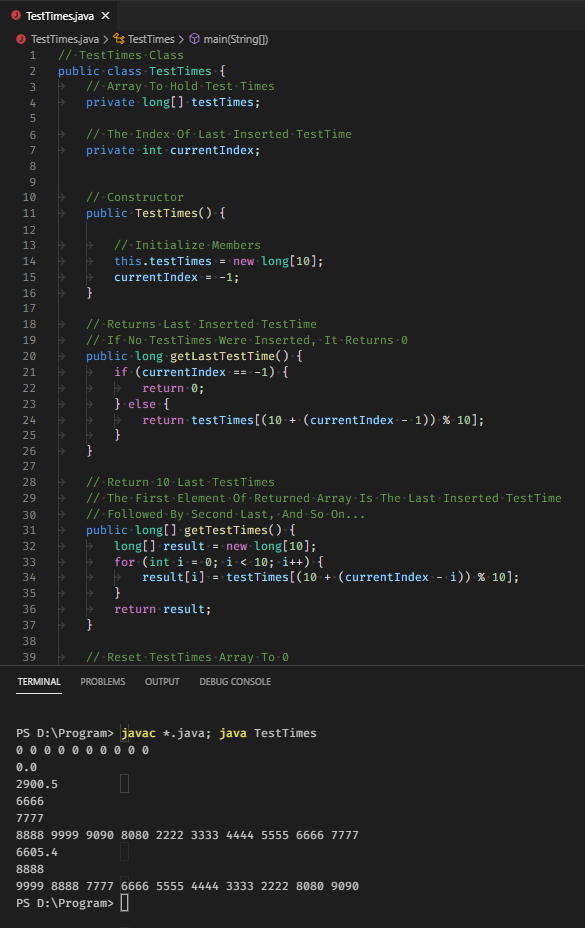 TestTimes.java
TestTimes.java > TestTimes > main(String[])
1 // Test Times Class
2 public class TestTimes {
3 // Array To Hold Test Times
4 private long[] testTimes;
5
6 // The Index Of Last Inserted TestTime
7 private int currentIndex;
8
9
10 // Constructor
11 public TestTimes() {
12
13 // Initialize Members
14 this.testTimes = new long[10];
15 currentIndex = -1;
16 }
17
18 // Returns Last Inserted TestTime
19 // If No TestTimes Were Inserted, It Returns 0
20 public long getLastTestTime() {
21 if (currentIndex == -1) {
22 return 0;
23 } else {
24 return testTimes[(10 + (currentIndex - 1)) % 10];
25 }
26 }
27
28 // Return 10 Last TestTimes
29 // The First Element Of Returned Array Is The Last Inserted TestTime
30 // Followed By Second Last, And So On...
31 public long[] getTestTimes() {
32 long[] result = new long[10];
33 for (int i = 0; i < 10; i++) {
34 result[i] = testTimes[(10 + (currentIndex - i)) % 10];
35 }
36 return result;
37 }
38
39 // Reset TestTimes Array To 0
TERMINAL PROBLEMS OUTPUT DEBUG CONSOLE
PS D:\Program> javac *.java; java TestTimes
0 0 0 0 0 0 0 0 0 0
0.0
2900.5
6666
7777
8888 9999 9090 8080 2222 3333 4444 5555 6666 7777
6605.4
8888
9999 8888 7777 6666 5555 4444 3333 2222 8080 9090
PS D:\Program>